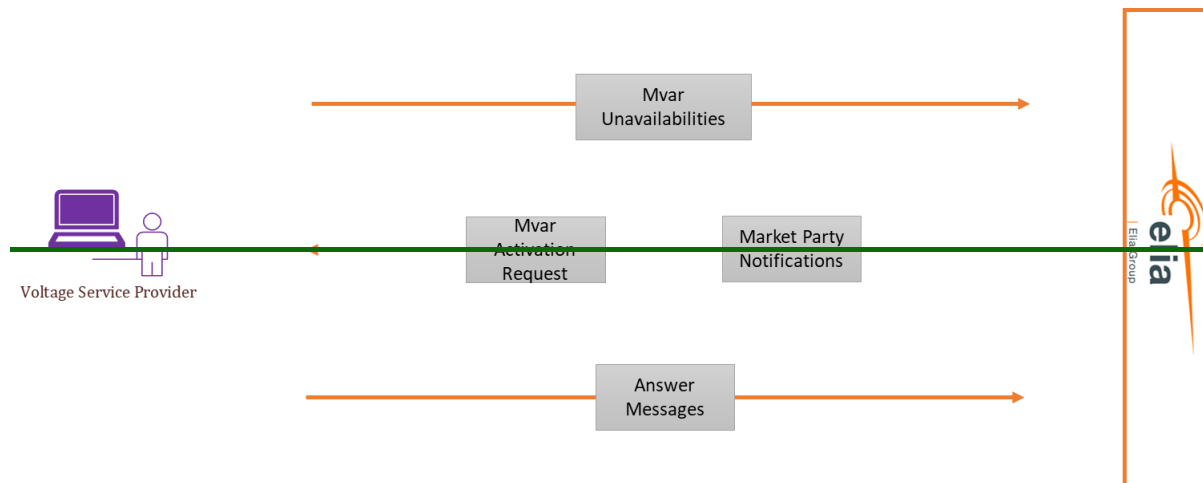 Mvar
Unavailabilities
Mvar
Activation
Request
Market Party
Notifications
Voltage Service Provider
elia
Elia Group
Answer
Messages